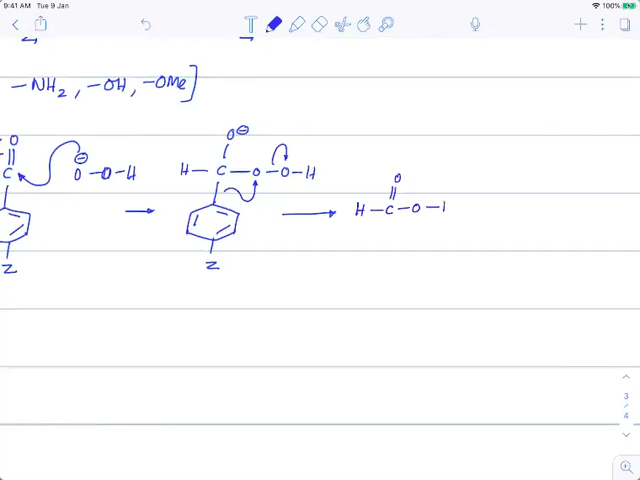 9:41 AM Tue 9 Jan
100%
T
-NH2, -OH, -OMe]
O O⊖
C ⊖ O - O - H H - C - O - O - H
O
H - C - O -
Z Z
3
/
4